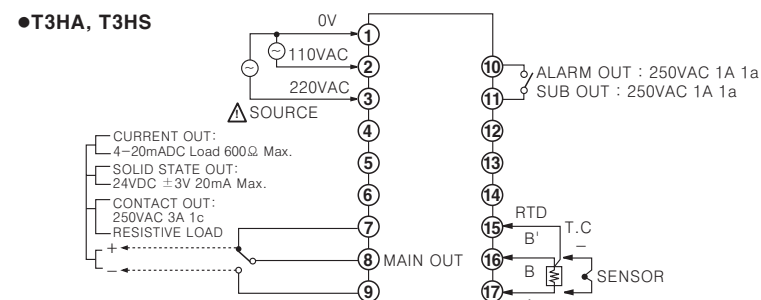 ●T3HA, T3HS
0V
110VAC
220VAC
SOURCE
CURRENT OUT:
4-20mADC Load 600Ω Max.
SOLID STATE OUT:
24VDC ±3V 20mA Max.
CONTACT OUT:
250VAC 3A 1c
RESISTIVE LOAD
+
−
1
2
3
4
5
6
7
8
9
MAIN OUT
10
11
12
13
14
15
16
17
ALARM OUT : 250VAC 1A 1a
SUB OUT : 250VAC 1A 1a
RTD
T.C
B'
−
B
SENSOR